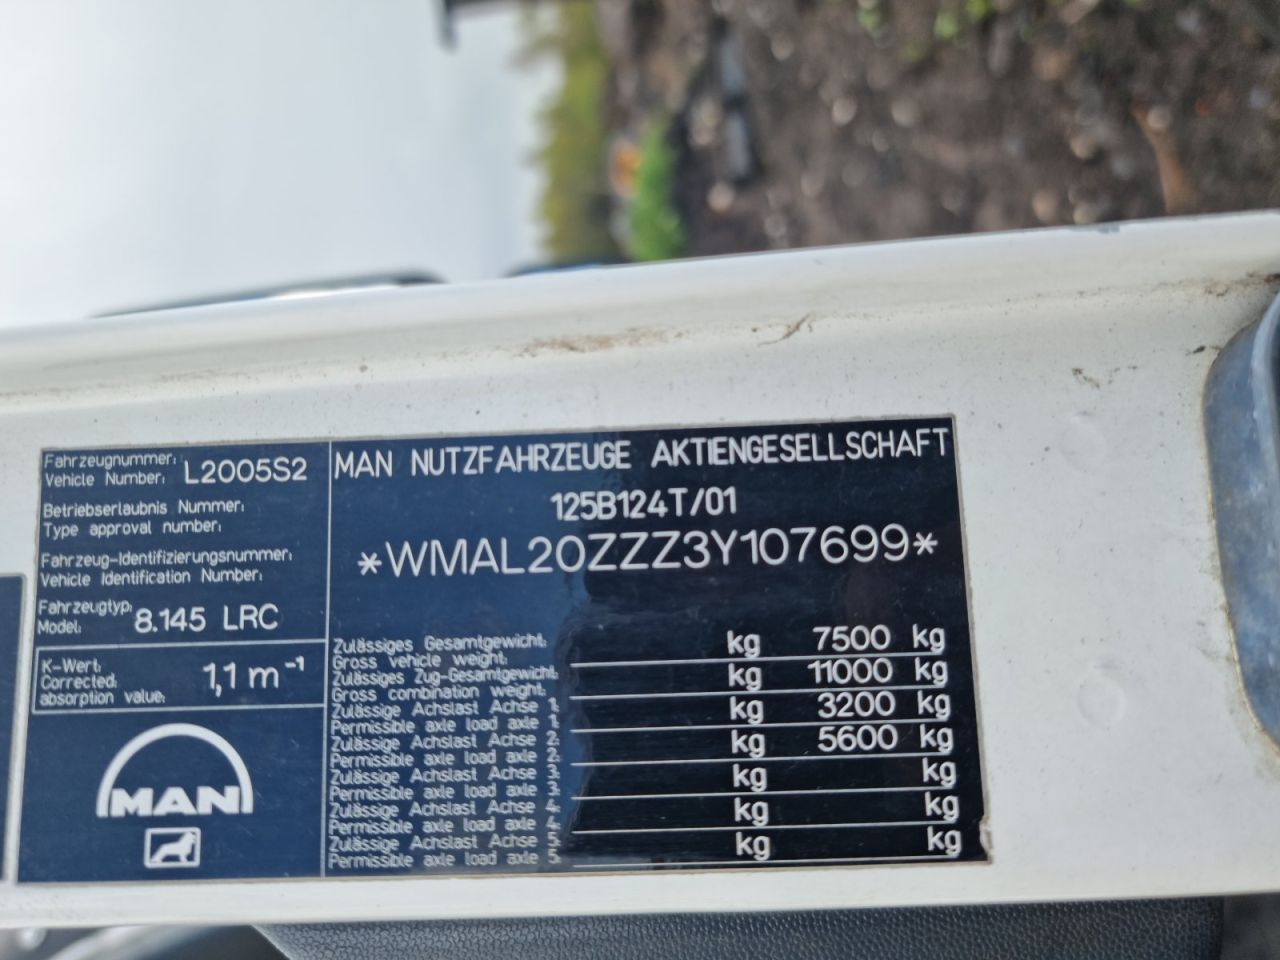 Fahrzeugnummer:
Vehicle Number: L2005S2
Betriebserlaubnis Nummer:
Type approval number:
Fahrzeug-Identifizierungsnummer:
Vehicle Identification Number:
Fahrzeugtyp:
Model: 8.145 LRC
K-Wert:
Corrected
absorption value: 1,1 m⁻¹
MAN
MAN NUTZFAHRZEUGE AKTIENGESELLSCHAFT
125B124T/01
*WMAL20ZZZ3Y107699*
Zulässiges Gesamtgewicht:
Gross vehicle weight: kg 7500 kg
Zulässiges Zug-Gesamtgewicht:
Gross combination weight: kg 11000 kg
Zulässige Achslast Achse 1:
Permissible axle load axle 1: kg 3200 kg
Zulässige Achslast Achse 2:
Permissible axle load axle 2: kg 5600 kg
Zulässige Achslast Achse 3:
Permissible axle load axle 3: kg kg
Zulässige Achslast Achse 4:
Permissible axle load axle 4: kg kg
Zulässige Achslast Achse 5:
Permissible axle load axle 5: kg kg